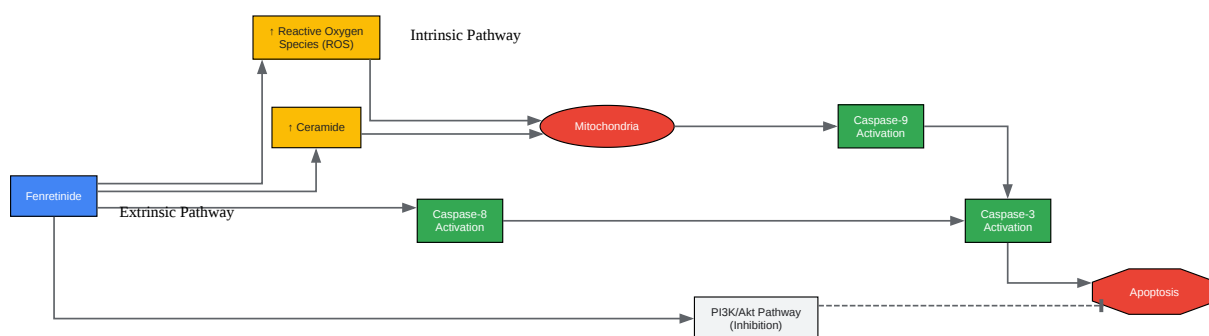 ↑ Reactive Oxygen
Species (ROS)
Intrinsic Pathway
↑ Ceramide
Mitochondria
Caspase-9
Activation
Fenretinide
Extrinsic Pathway
Caspase-8
Activation
Caspase-3
Activation
Apoptosis
PI3K/Akt Pathway
(Inhibition)